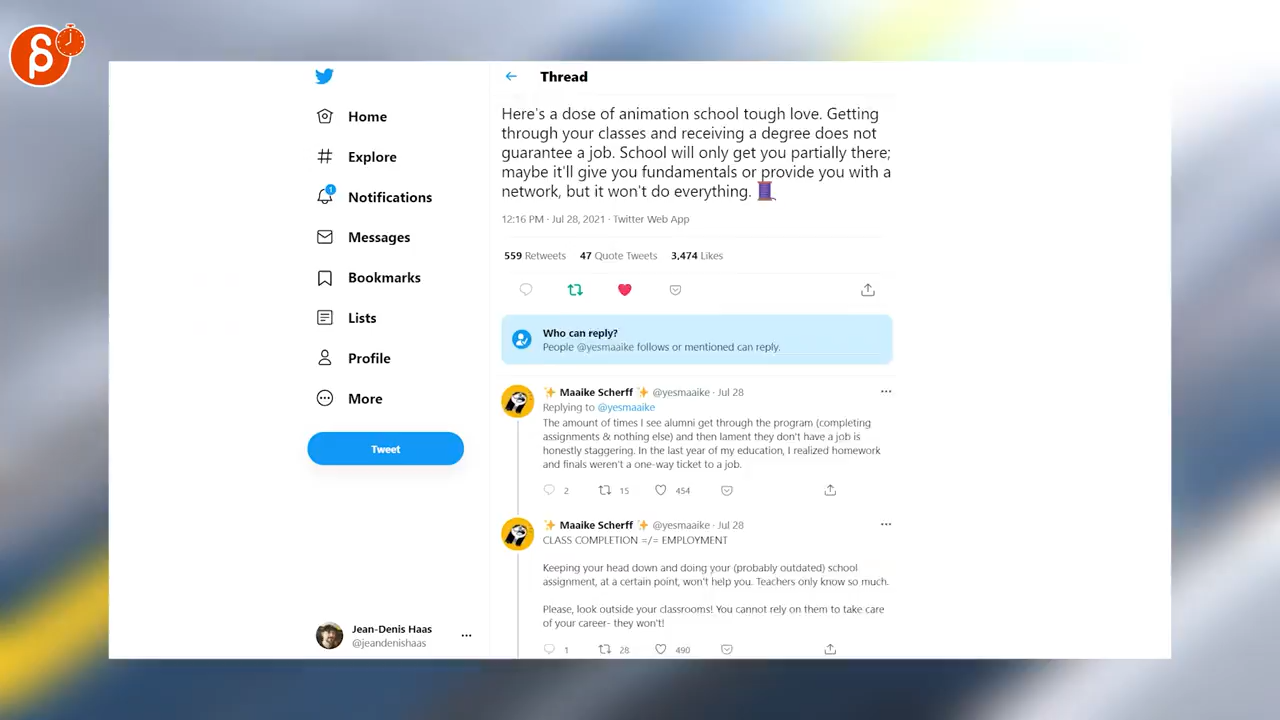 Thread
Home
Explore
1
Notifications
Messages
Bookmarks
Lists
Profile
More
Tweet
Jean-Denis Haas
@jeandenishaas
Here's a dose of animation school tough love. Getting
through your classes and receiving a degree does not
guarantee a job. School will only get you partially there;
maybe it'll give you fundamentals or provide you with a
network, but it won't do everything. 🧵
12:16 PM · Jul 28, 2021 · Twitter Web App
559 Retweets 47 Quote Tweets 3,474 Likes
Who can reply?
People @yesmaaike follows or mentioned can reply.
✨ Maaike Scherff ✨ @yesmaaike · Jul 28
Replying to @yesmaaike
The amount of times I see alumni get through the program (completing
assignments & nothing else) and then lament they don't have a job is
honestly staggering. In the last year of my education, I realized homework
and finals weren't a one-way ticket to a job.
2 15 454
✨ Maaike Scherff ✨ @yesmaaike · Jul 28
CLASS COMPLETION =/= EMPLOYMENT
Keeping your head down and doing your (probably outdated) school
assignment, at a certain point, won't help you. Teachers only know so much.
Please, look outside your classrooms! You cannot rely on them to take care
of your career- they won't!
1 28 490